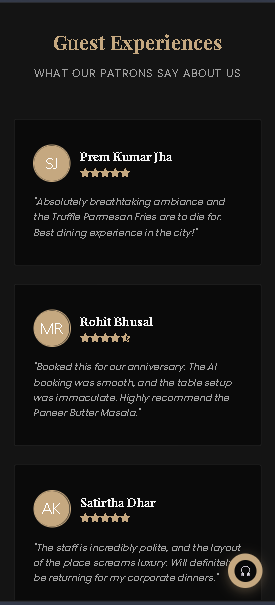 Guest Experiences
WHAT OUR PATRONS SAY ABOUT US
SJ
Prem Kumar Jha
★★★★★
"Absolutely breathtaking ambiance and
the Truffle Parmesan Fries are to die for.
Best dining experience in the city!"
MR
Rohit Bhusal
"Booked this for our anniversary. The AI
booking was smooth, and the table setup
was immaculate. Highly recommend the
Paneer Butter Masala."
AK
Satirtha Dhar
★★★★★
"The staff is incredibly polite, and the layout
of the place screams luxury. Will definitely
be returning for my corporate dinners."